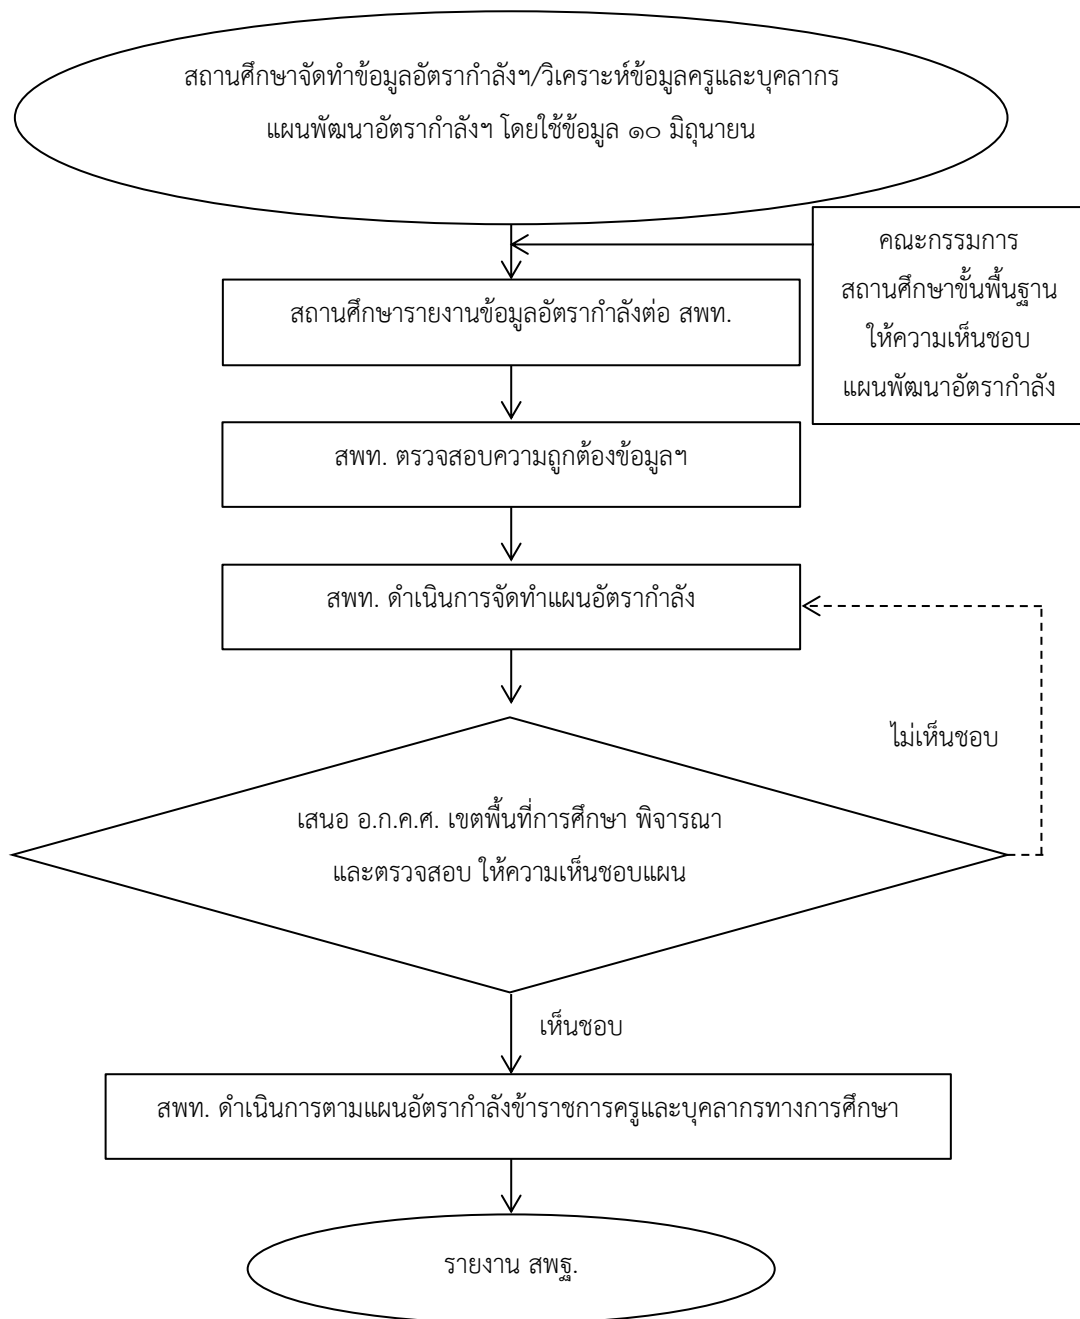 สถานศึกษาจัดทำข้อมูลอัตรากำลังฯ/วิเคราะห์ข้อมูลครูและบุคลากร
แผนพัฒนาอัตรากำลังฯ โดยใช้ข้อมูล ๑๐ มิถุนายน
คณะกรรมการ
สถานศึกษาขั้นพื้นฐาน
ให้ความเห็นชอบ
แผนพัฒนาอัตรากำลัง
สถานศึกษารายงานข้อมูลอัตรากำลังต่อ สพท.
สพท. ตรวจสอบความถูกต้องข้อมูลฯ
สพท. ดำเนินการจัดทำแผนอัตรากำลัง
ไม่เห็นชอบ
เสนอ อ.ก.ค.ศ. เขตพื้นที่การศึกษา พิจารณา
และตรวจสอบ ให้ความเห็นชอบแผน
เห็นชอบ
สพท. ดำเนินการตามแผนอัตรากำลังข้าราชการครูและบุคลากรทางการศึกษา
รายงาน สพฐ.